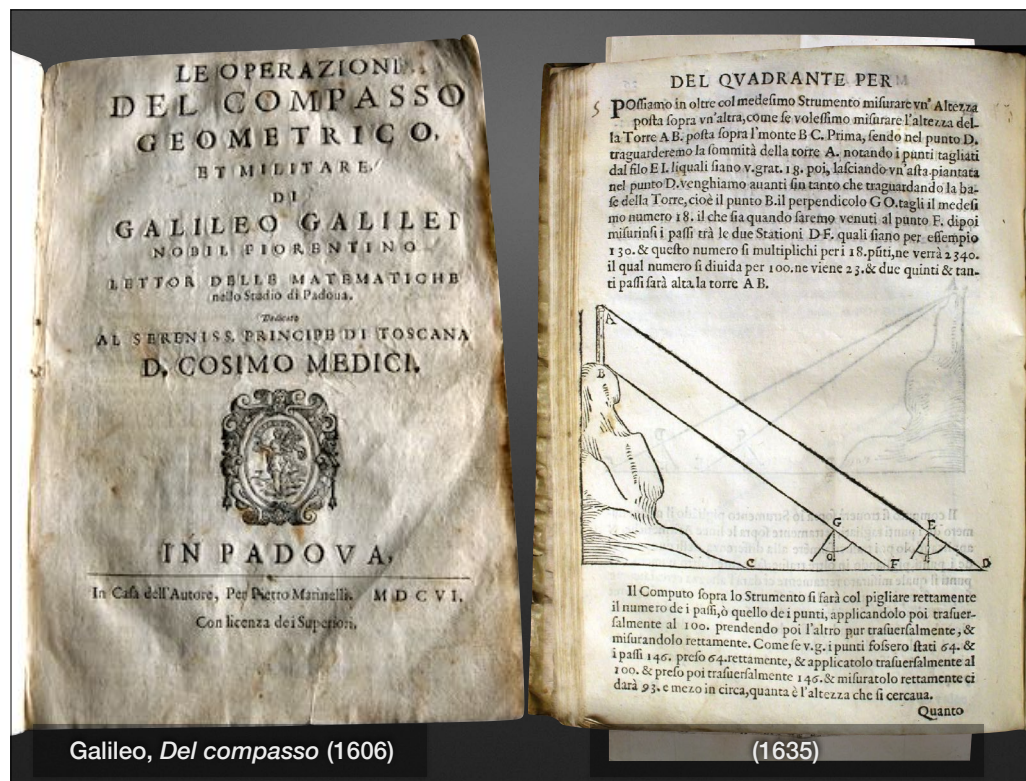 LE OPERAZIONI
DEL COMPASSO
GEOMETRICO,
ET MILITARE,
DI
GALILEO GALILEI
NOBIL FIORENTINO
LETTOR DELLE MATEMATICHE
nello Studio di Padoua,
Dedicate
AL SERENISS. PRINCIPE DI TOSCANA
D. COSIMO MEDICI.
IN PADOVA,
In Casa dell'Autore, Per Pietro Marinelli. MDCVI.
Con licenza de i Superiori,
Galileo, Del compasso (1606)
DEL QVADRANTE PER
5
POſſiamo in oltre col medeſimo Strumento miſurare vn' Altezza
poſta ſopra vn'altra, come ſe voleſſimo miſurare l'altezza del-
la Torre A B. poſta ſopra l'monte B C. Prima, ſendo nel punto D.
traguarderemo la ſommità della torre A. notando i punti tagliati
dal filo E I. liquali ſiano v. grat. 18. poi, laſciando vn'aſta piantata
nel punto D. venghiamo auanti ſin tanto che traguardando la ba-
ſe della Torre, cioè il punto B. il perpendicolo G O. tagli il medeſi
mo numero 18. il che ſia quando ſaremo venuti al punto F. dipoi
miſurinſi i paſſi trà le due Stationi D F. quali ſiano per eſſempio
130. & queſto numero ſi multiplichi per i 18. pũti, ne verrà 2340.
il qual numero ſi diuida per 100. ne viene 23. & due quinti & tan-
ti paſſi ſarà alta la torre A B.
A
B
G
E
O
I
C
F
D
Il Computo ſopra lo Strumento ſi farà col pigliare rettamente
il numero de i paſſi, ò quello de i punti, applicandolo poi traſuer-
ſalmente al 100. prendendo poi l'altro pur traſuerſalmente, &
miſurandolo rettamente. Come ſe v.g. i punti foſſero ſtati 64. &
i paſſi 146. preſo 64. rettamente, & applicatolo traſuerſalmente al
100. & preſo poi traſuerſalmente 146. & miſuratolo rettamente ci
darà 93. e mezo in circa, quanta è l'altezza che ſi cercaua.
Quanto
(1635)